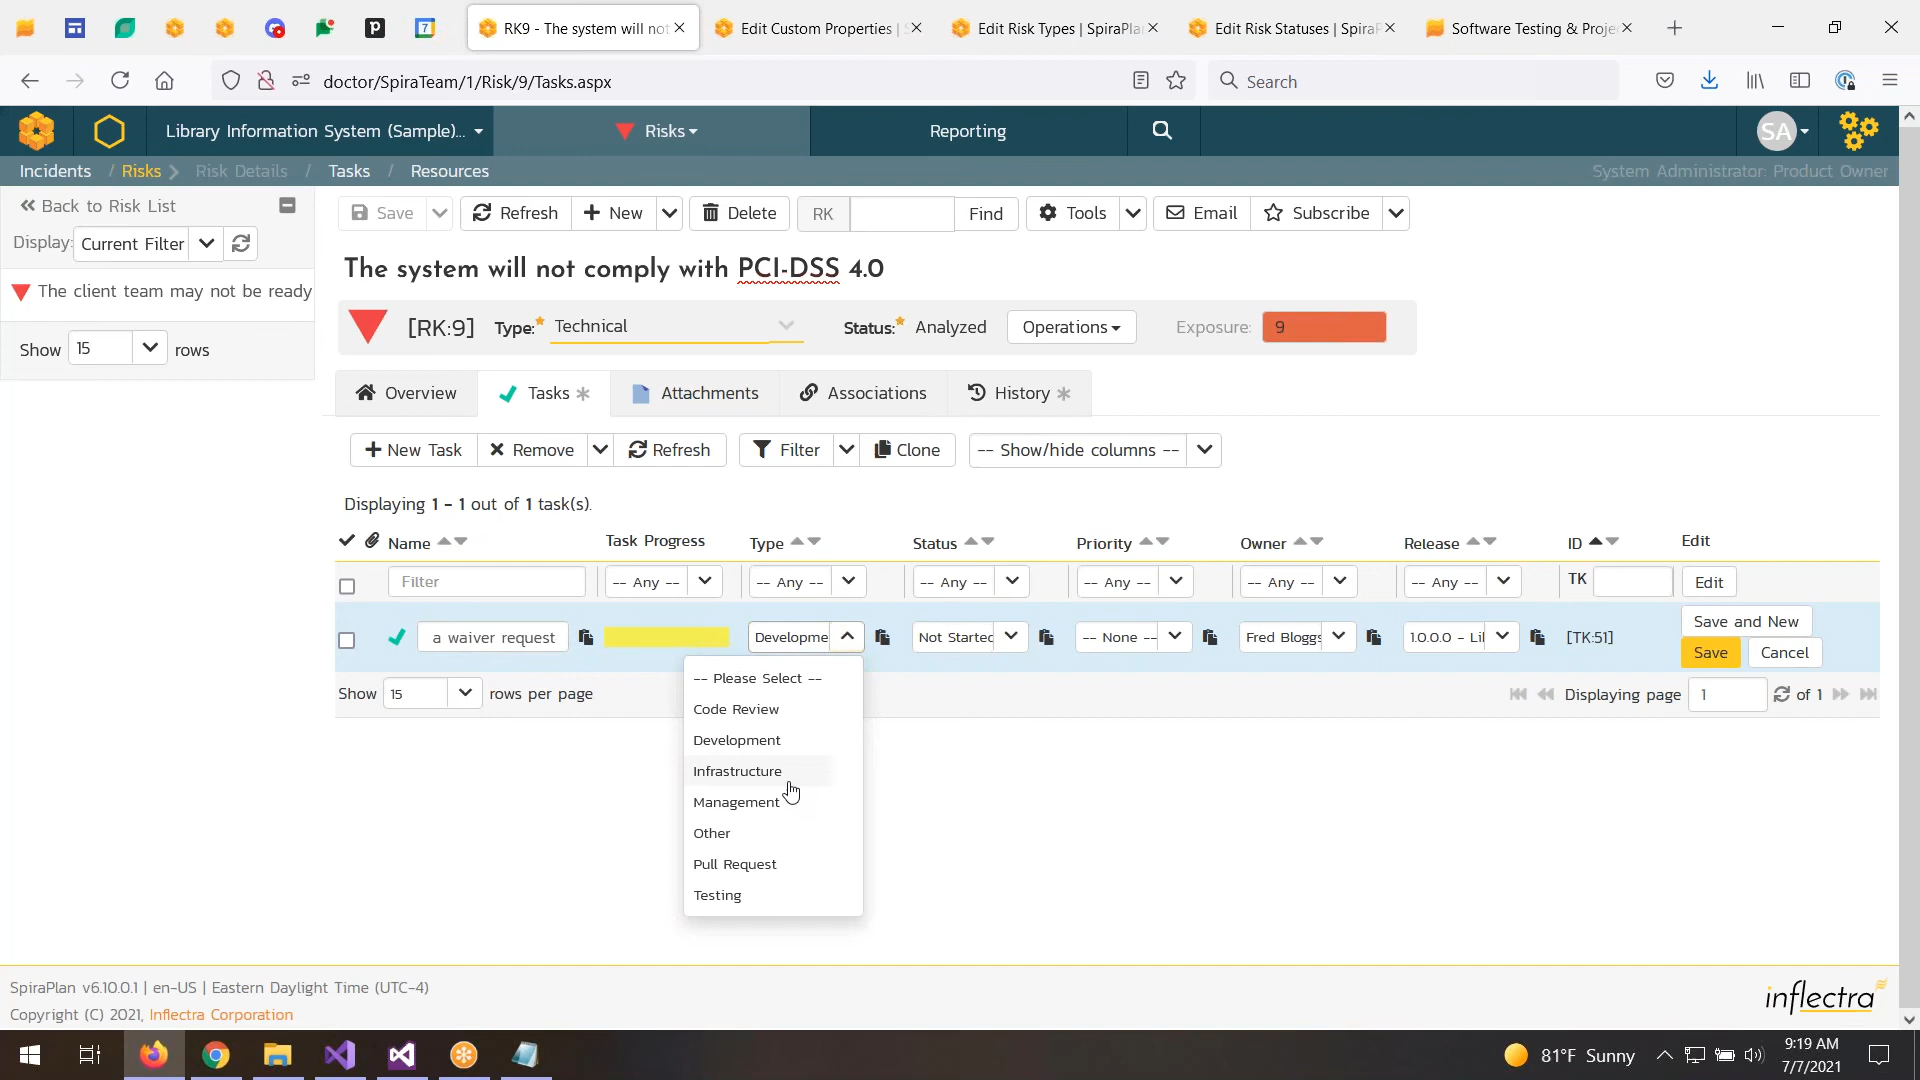 RK9 - The system will not
Edit Custom Properties | S
Edit Risk Types | SpiraPla
Edit Risk Statuses | SpiraP
Software Testing & Proje
doctor/SpiraTeam/1/Risk/9/Tasks.aspx
Search
Library Information System (Sample)...
Risks
Reporting
SA
Incidents / Risks Risk Details / Tasks / Resources
System Administrator: Product Owner
Back to Risk List
Display: Current Filter
The client team may not be ready
Show 15 rows
Save Refresh New Delete RK Find Tools Email Subscribe
The system will not comply with PCI-DSS 4.0
[RK:9] Type: Technical Status: Analyzed Operations Exposure: 9
Overview Tasks Attachments Associations History
New Task Remove Refresh Filter Clone -- Show/hide columns --
Displaying 1 - 1 out of 1 task(s).
Name Task Progress Type Status Priority Owner Release ID Edit
Filter -- Any -- -- Any -- -- Any -- -- Any -- -- Any -- -- Any -- TK Edit
a waiver request Developme Not Started -- None -- Fred Bloggs 1.0.0.0 - Lil [TK:51] Save and New
Save Cancel
Show 15 rows per page
Displaying page 1 of 1
-- Please Select --
Code Review
Development
Infrastructure
Management
Other
Pull Request
Testing
SpiraPlan v6.10.0.1 | en-US | Eastern Daylight Time (UTC-4)
Copyright (C) 2021, Inflectra Corporation
inflectra
81°F Sunny
9:19 AM
7/7/2021